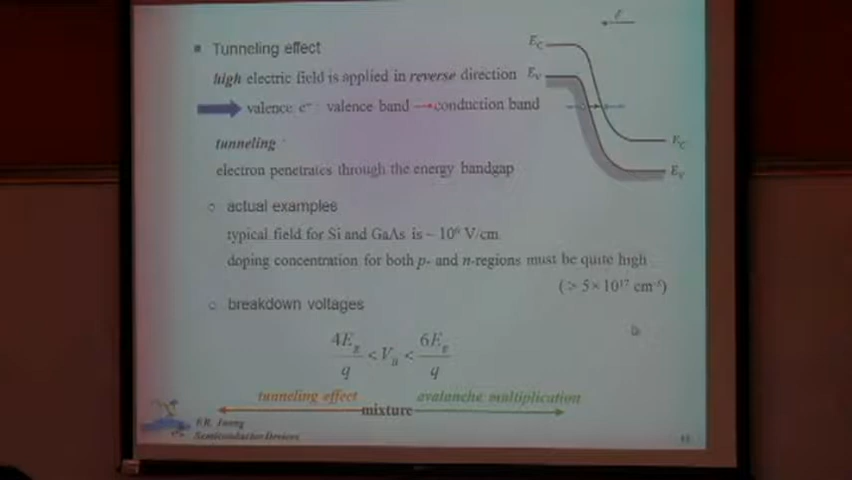 Tunneling effect
high electric field is applied in reverse direction
valence e⁻: valence band → conduction band
tunneling
electron penetrates through the energy bandgap
actual examples
typical field for Si and GaAs is ~ 10⁶ V/cm
doping concentration for both p- and n-regions must be quite high
(> 5×10¹⁷ cm⁻³)
breakdown voltages
4E_g/q < V_B < 6E_g/q
tunneling effect
mixture
avalanche multiplication
Semiconductor Devices
E_C
E_V
E_C
E_V